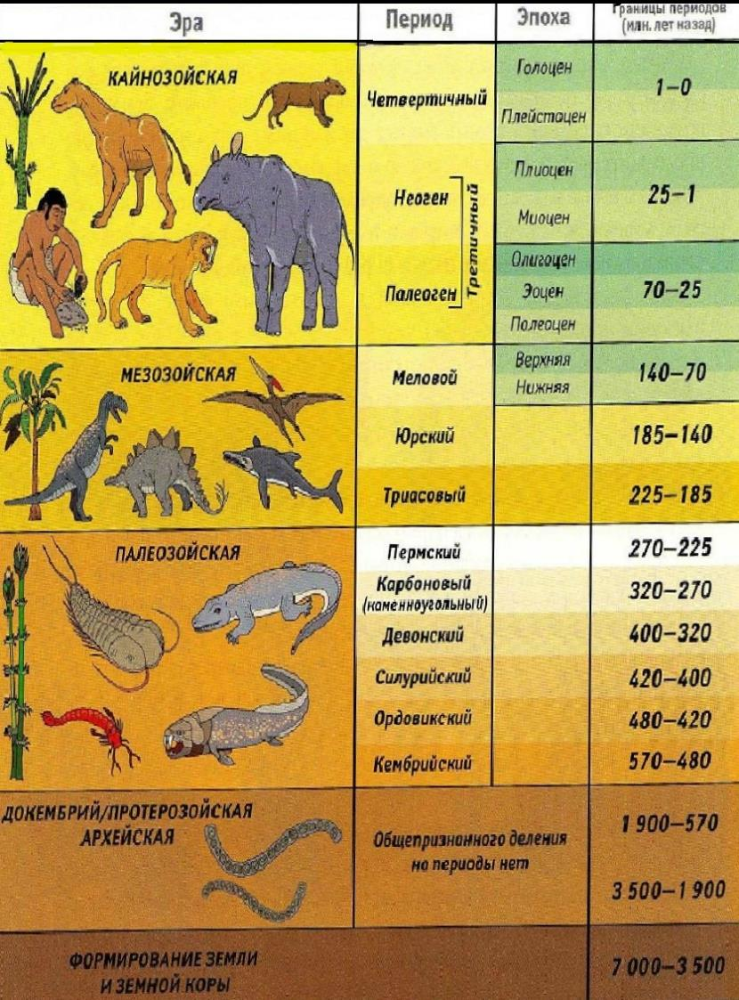 Эра Период Эпоха Границы периодов
(млн. лет назад)
КАЙНОЗОЙСКАЯ
Четвертичный
Голоцен
Плейстоцен
1–0
Неоген
Третичный
Плиоцен
Миоцен
25–1
Палеоген
Олигоцен
Эоцен
Полеоцен
70–25
МЕЗОЗОЙСКАЯ
Меловой
Верхняя
Нижняя
140–70
Юрский
185–140
Триасовый
225–185
ПАЛЕОЗОЙСКАЯ
Пермский
270–225
Карбоновый
(каменноугольный)
320–270
Девонский
400–320
Силурийский
420–400
Ордовикский
480–420
Кембрийский
570–480
ДОКЕМБРИЙ/ПРОТЕРОЗОЙСКАЯ
АРХЕЙСКАЯ
Общепризнанного деления
на периоды нет
1 900–570
3 500–1 900
ФОРМИРОВАНИЕ ЗЕМЛИ
И ЗЕМНОЙ КОРЫ
7 000–3 500